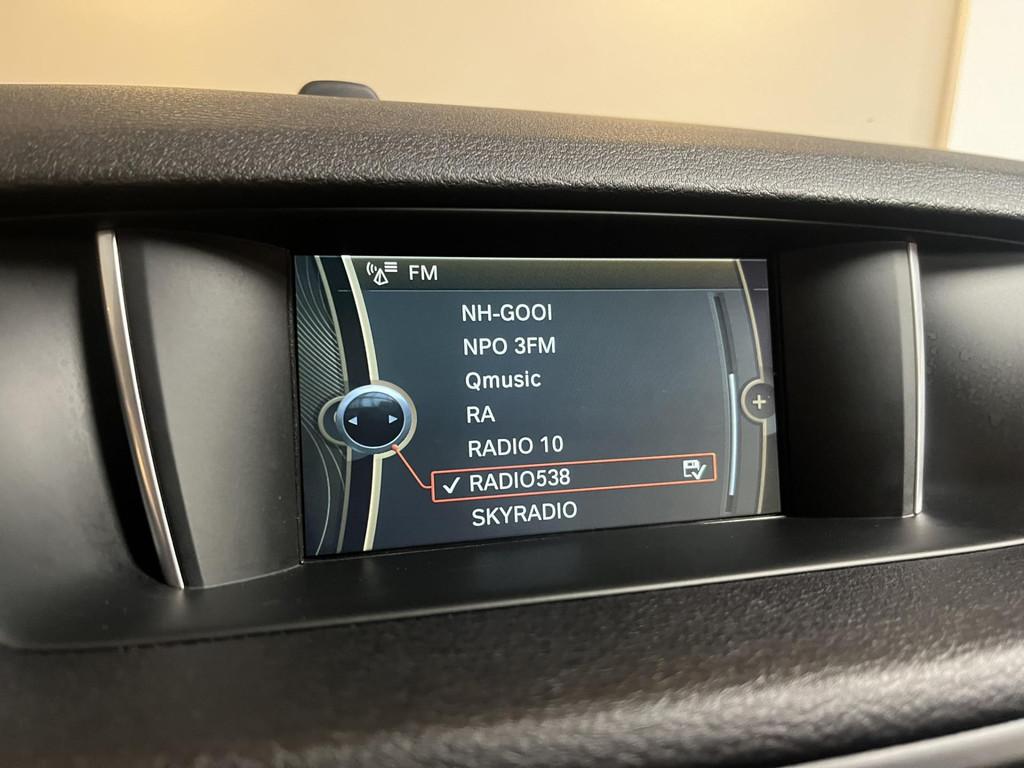 FM
NH-GOOI
NPO 3FM
Qmusic
RA
RADIO 10
RADIO538
SKYRADIO